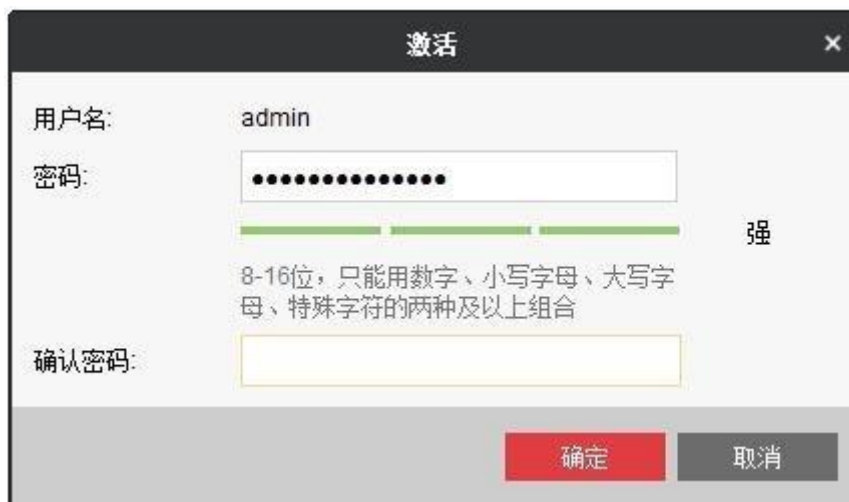 激活
用户名:
admin
密码:
••••••••••••••
强
8-16位，只能用数字、小写字母、大写字
母、特殊字符的两种及以上组合
确认密码:
确定
取消